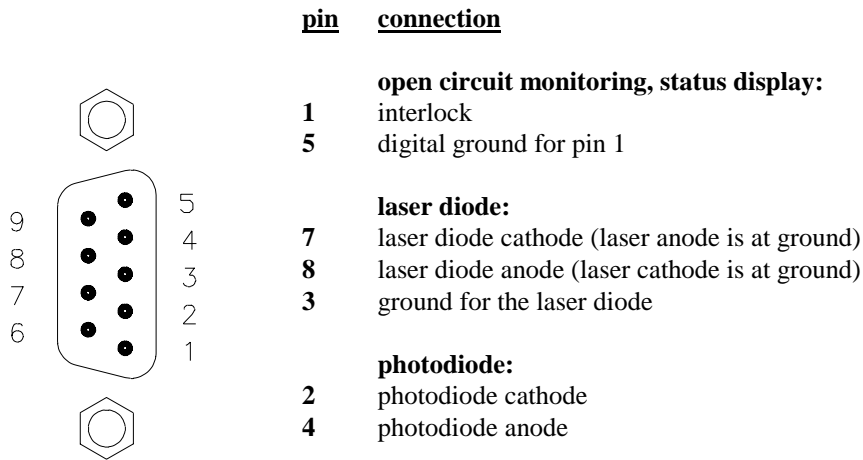 pin connection
open circuit monitoring, status display:
1 interlock
5 digital ground for pin 1
laser diode:
7 laser diode cathode (laser anode is at ground)
8 laser diode anode (laser cathode is at ground)
3 ground for the laser diode
photodiode:
2 photodiode cathode
4 photodiode anode
5
9
4
8
3
7
2
6
1